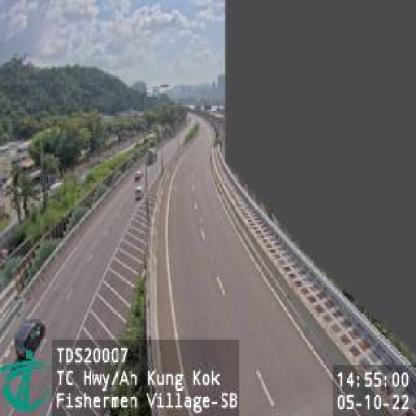 TDS20007
TC Hwy/Ah Kung Kok
Fishermen Village-SB
14:55:00
05-10-22